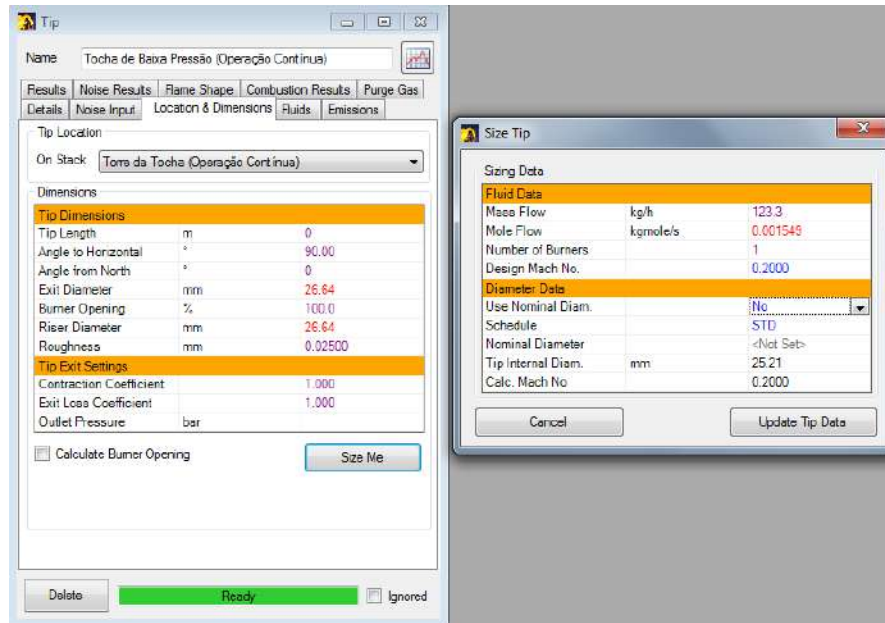 Tip
Name Tocha de Baixa Pressão (Operação Contínua)
Results Noise Results Flame Shape Combustion Results Purge Gas
Details Noise Input Location & Dimensions Fluids Emissions
Tip Location
On Stack Torre da Tocha (Operação Contínua)
Dimensions
Tip Dimensions
Tip Length m 0
Angle to Horizontal ° 90.00
Angle from North ° 0
Exit Diameter mm 26.64
Burner Opening % 100.0
Riser Diameter mm 26.64
Roughness mm 0.02500
Tip Exit Settings
Contraction Coefficient 1.000
Exit Loss Coefficient 1.000
Outlet Pressure bar
Calculate Burner Opening Size Me
Delete Ready Ignored
Size Tip
Sizing Data
Fluid Data
Mass Flow kg/h 123.3
Mole Flow kgmole/s 0.001549
Number of Burners 1
Design Mach No. 0.2000
Diameter Data
Use Nominal Diam. No
Schedule STD
Nominal Diameter <Not Set>
Tip Internal Diam. mm 25.21
Calc. Mach No 0.2000
Cancel Update Tip Data